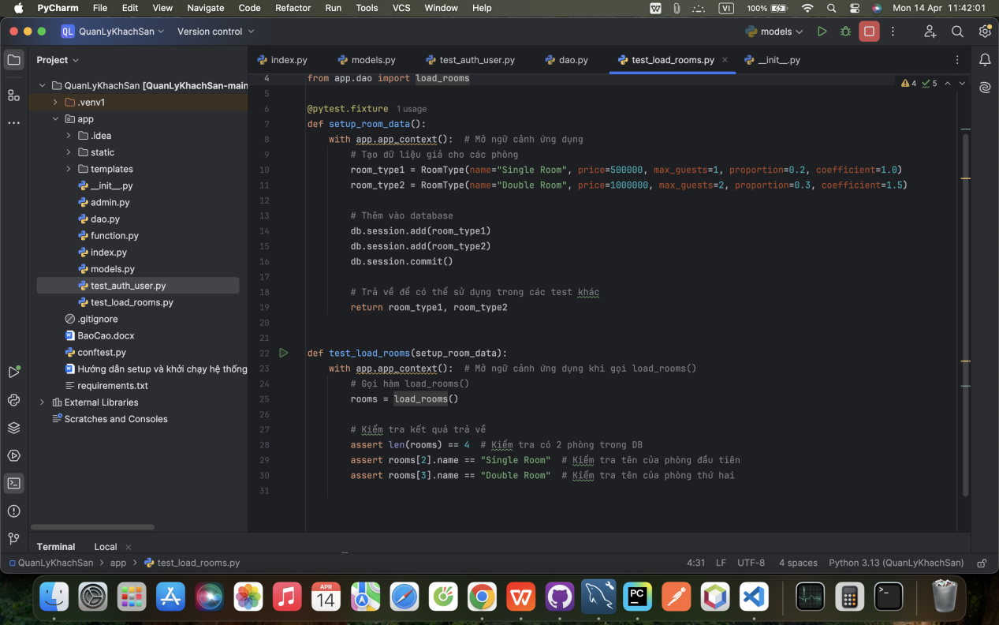 PyCharm File Edit View Navigate Code Refactor Run Tools VCS Window Help VI 100% Mon 14 Apr 11:42:01
QL QuanLyKhachSan Version control models
Project
index.py models.py test_auth_user.py dao.py test_load_rooms.py __init__.py
QuanLyKhachSan [QuanLyKhachSan-main
.venv1
app
.idea
static
templates
__init__.py
admin.py
dao.py
function.py
index.py
models.py
test_auth_user.py
test_load_rooms.py
.gitignore
BaoCao.docx
conftest.py
Hướng dẫn setup và khởi chạy hệ thống
requirements.txt
External Libraries
Scratches and Consoles
4 5
4 from app.dao import load_rooms
5
6 @pytest.fixture 1 usage
7 def setup_room_data():
8 with app.app_context(): # Mở ngữ cảnh ứng dụng
9 # Tạo dữ liệu giả cho các phòng
10 room_type1 = RoomType(name="Single Room", price=500000, max_guests=1, proportion=0.2, coefficient=1.0)
11 room_type2 = RoomType(name="Double Room", price=1000000, max_guests=2, proportion=0.3, coefficient=1.5)
12
13 # Thêm vào database
14 db.session.add(room_type1)
15 db.session.add(room_type2)
16 db.session.commit()
17
18 # Trả về để có thể sử dụng trong các test khác
19 return room_type1, room_type2
20
21
22 def test_load_rooms(setup_room_data):
23 with app.app_context(): # Mở ngữ cảnh ứng dụng khi gọi load_rooms()
24 # Gọi hàm load_rooms()
25 rooms = load_rooms()
26
27 # Kiểm tra kết quả trả về
28 assert len(rooms) == 4 # Kiểm tra có 2 phòng trong DB
29 assert rooms[2].name == "Single Room" # Kiểm tra tên của phòng đầu tiên
30 assert rooms[3].name == "Double Room" # Kiểm tra tên của phòng thứ hai
31
Terminal Local
QuanLyKhachSan > app > test_load_rooms.py 4:31 LF UTF-8 4 spaces Python 3.13 (QuanLyKhachSan)
APR
14
PC